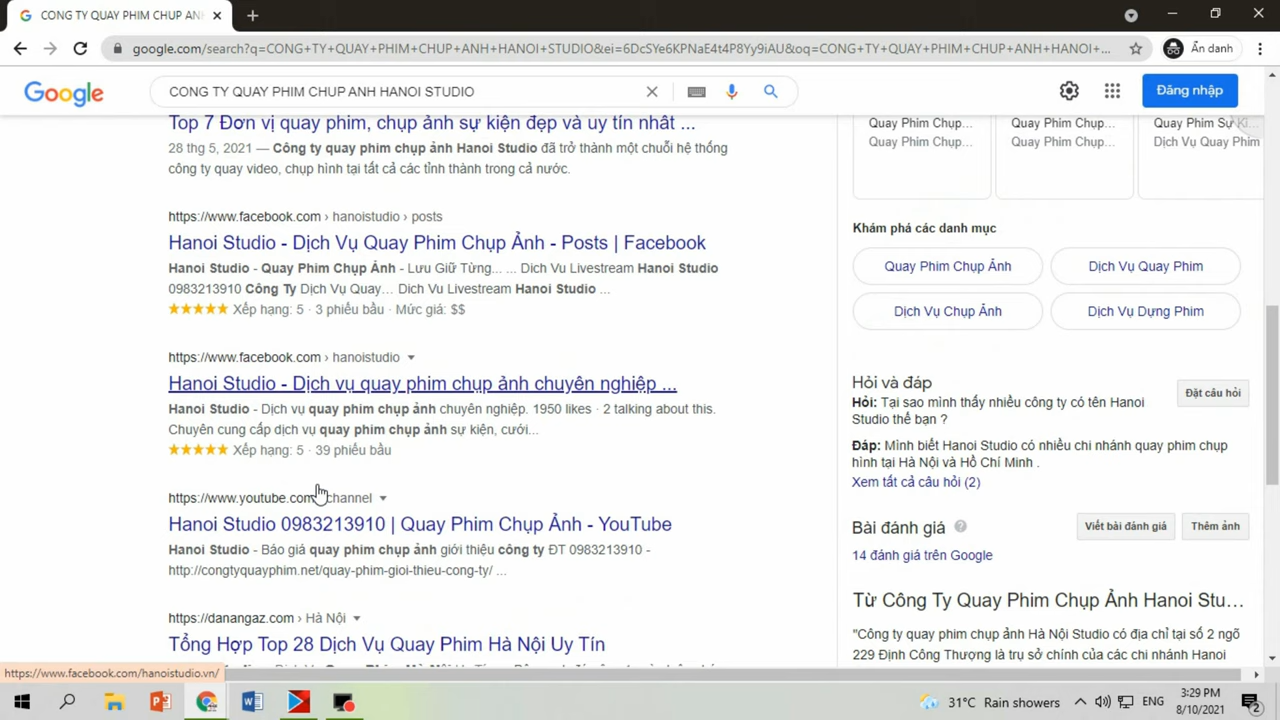 CONG TY QUAY PHIM CHUP
google.com/search?q=CONG+TY+QUAY+PHIM+CHUP+ANH+HANOI+STUDIO&ei=6DcSYe6KPNaE4t4P8Yy9iAU&oq=CONG+TY+QUAY+PHIM+CHUP+ANH+HANOI+...
Ẩn danh
Google
CONG TY QUAY PHIM CHUP ANH HANOI STUDIO
Đăng nhập
Top 7 Đơn vị quay phim, chụp ảnh sự kiện đẹp và uy tín nhất ...
28 thg 5, 2021 — Công ty quay phim chụp ảnh Hanoi Studio đã trở thành một chuỗi hệ thống
công ty quay video, chụp hình tại tất cả các tỉnh thành trong cả nước.
https://www.facebook.com › hanoistudio › posts
Hanoi Studio - Dịch Vụ Quay Phim Chụp Ảnh - Posts | Facebook
Hanoi Studio - Quay Phim Chụp Ảnh - Lưu Giữ Từng... ... Dich Vu Livestream Hanoi Studio
0983213910 Công Ty Dịch Vụ Quay… Dich Vu Livestream Hanoi Studio ...
Xếp hạng: 5 · 3 phiếu bầu · Mức giá: $$
https://www.facebook.com › hanoistudio
Hanoi Studio - Dịch vụ quay phim chụp ảnh chuyên nghiệp ...
Hanoi Studio - Dịch vụ quay phim chụp ảnh chuyên nghiệp. 1950 likes · 2 talking about this.
Chuyên cung cấp dịch vụ quay phim chụp ảnh sự kiện, cưới...
Xếp hạng: 5 · 39 phiếu bầu
https://www.youtube.com › channel
Hanoi Studio 0983213910 | Quay Phim Chụp Ảnh - YouTube
Hanoi Studio - Báo giá quay phim chụp ảnh giới thiệu công ty ĐT 0983213910 -
http://congtyquayphim.net/quay-phim-gioi-thieu-cong-ty/ ...
https://danangaz.com › Hà Nội
Tổng Hợp Top 28 Dịch Vụ Quay Phim Hà Nội Uy Tín
https://www.facebook.com/hanoistudio.vn/
Quay Phim Chụp... Quay Phim Chụp... Quay Phim Sự Ki...
Quay Phim Chụp... Quay Phim Chụp... Dịch Vụ Quay Phim
Khám phá các danh mục
Quay Phim Chụp Ảnh
Dịch Vụ Quay Phim
Dịch Vụ Chụp Ảnh
Dịch Vụ Dựng Phim
Hỏi và đáp
Đặt câu hỏi
Hỏi: Tại sao mình thấy nhiều công ty có tên Hanoi
Studio thế bạn ?
Đáp: Mình biết Hanoi Studio có nhiều chi nhánh quay phim chụp
hình tại Hà Nội và Hồ Chí Minh .
Xem tất cả câu hỏi (2)
Bài đánh giá
Viết bài đánh giá
Thêm ảnh
14 đánh giá trên Google
Từ Công Ty Quay Phim Chụp Ảnh Hanoi Stu…
"Công ty quay phim chụp ảnh Hà Nội Studio có địa chỉ tại số 2 ngõ
229 Định Công Thượng là trụ sở chính của các chi nhánh Hanoi
31°C Rain showers
ENG
3:29 PM
8/10/2021
2